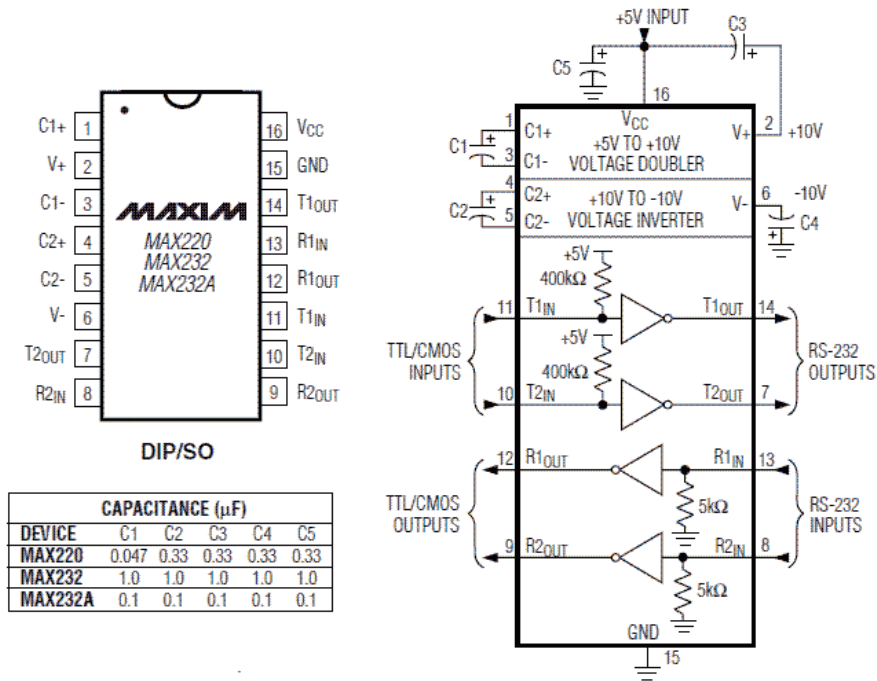 C1+ 1
V+ 2
C1- 3
C2+ 4
C2- 5
V- 6
T2OUT 7
R2IN 8
16 VCC
15 GND
14 T1OUT
13 R1IN
12 R1OUT
11 T1IN
10 T2IN
9 R2OUT
MAXIM
MAX220
MAX232
MAX232A
DIP/SO
CAPACITANCE (µF)
DEVICE C1 C2 C3 C4 C5
MAX220 0.047 0.33 0.33 0.33 0.33
MAX232 1.0 1.0 1.0 1.0 1.0
MAX232A 0.1 0.1 0.1 0.1 0.1
+5V INPUT
C3
+
C5
+
+
16
VCC
1
C1+
C1
+
3
C1-
+5V TO +10V
VOLTAGE DOUBLER
V+
2
+10V
4
C2+
C2
+
5
C2-
+10V TO -10V
VOLTAGE INVERTER
V-
6
-10V
C4
+
+5V
400kΩ
11
T1IN
T1OUT
14
+5V
400kΩ
10
T2IN
T2OUT
7
TTL/CMOS
INPUTS
RS-232
OUTPUTS
12
R1OUT
R1IN
13
5kΩ
9
R2OUT
R2IN
8
5kΩ
TTL/CMOS
OUTPUTS
RS-232
INPUTS
GND
15